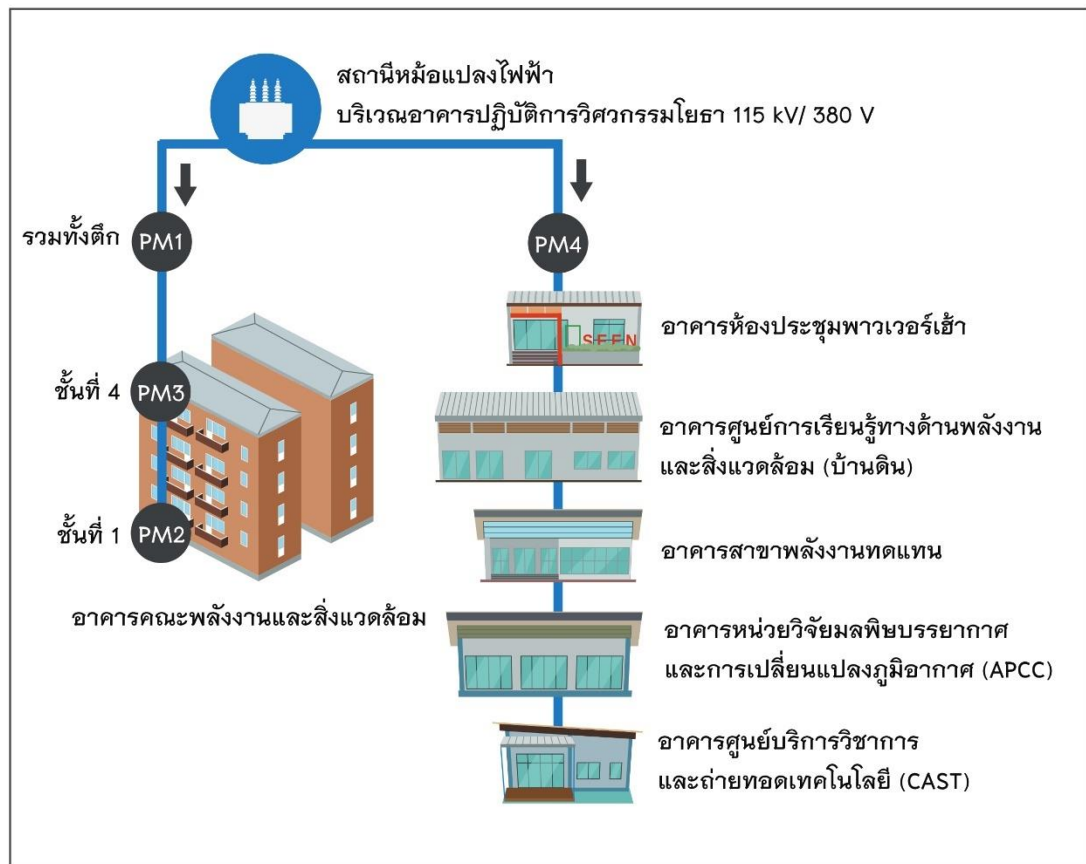 สถานีหม้อแปลงไฟฟ้า
บริเวณอาคารปฏิบัติการวิศวกรรมโยธา 115 kV/ 380 V
รวมทั้งตึก
PM1
PM4
SEEN
อาคารห้องประชุมพาวเวอร์เฮ้า
ชั้นที่ 4
PM3
อาคารศูนย์การเรียนรู้ทางด้านพลังงาน
และสิ่งแวดล้อม (บ้านดิน)
ชั้นที่ 1
PM2
อาคารสาขาพลังงานทดแทน
อาคารคณะพลังงานและสิ่งแวดล้อม
อาคารหน่วยวิจัยมลพิษบรรยากาศ
และการเปลี่ยนแปลงภูมิอากาศ (APCC)
อาคารศูนย์บริการวิชาการ
และถ่ายทอดเทคโนโลยี (CAST)